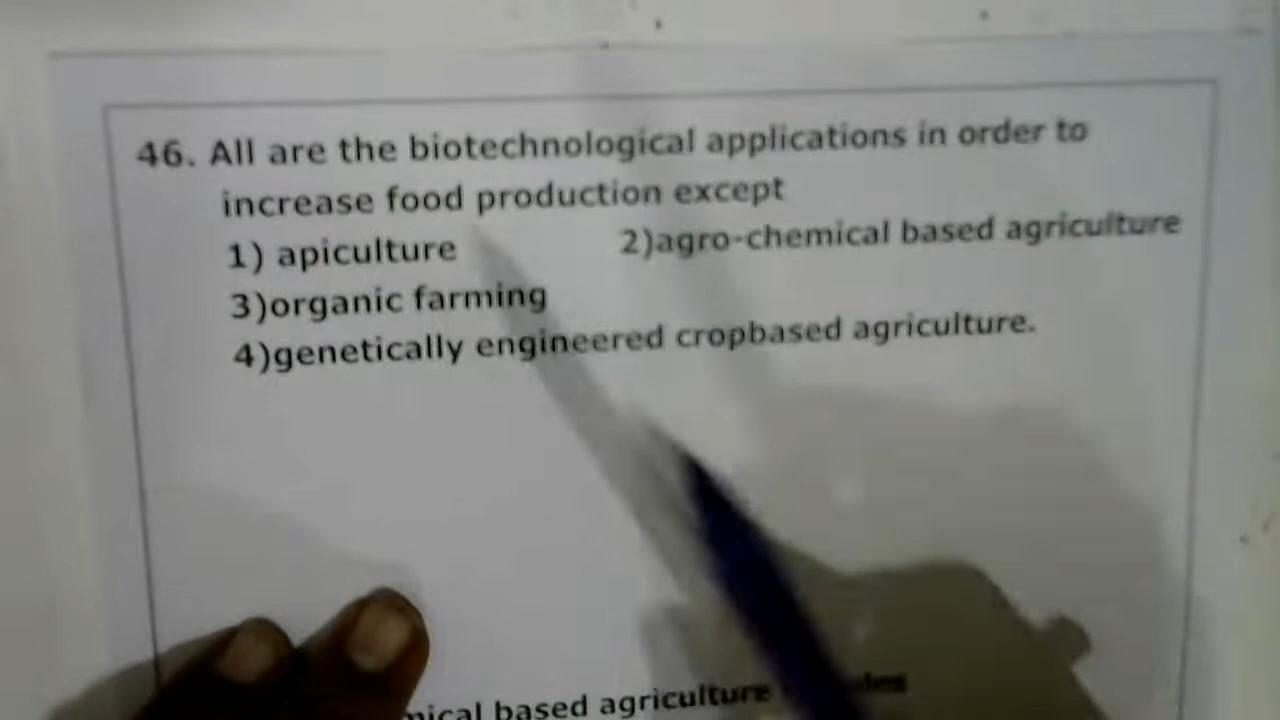 46. All are the biotechnological applications in order to
increase food production except
1) apiculture 2)agro-chemical based agriculture
3)organic farming
4)genetically engineered cropbased agriculture.
based agriculture